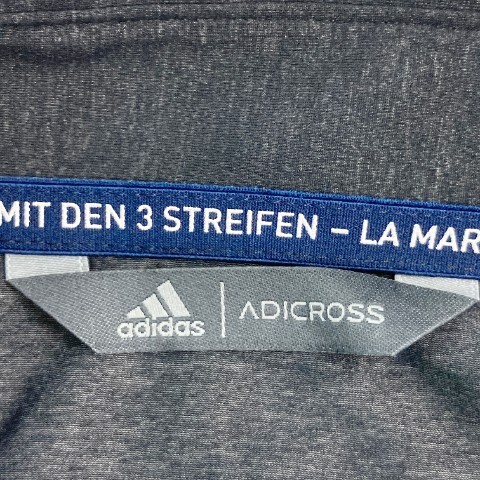 MIT DEN 3 STREIFEN – LA MAR
adidas | ADICROSS